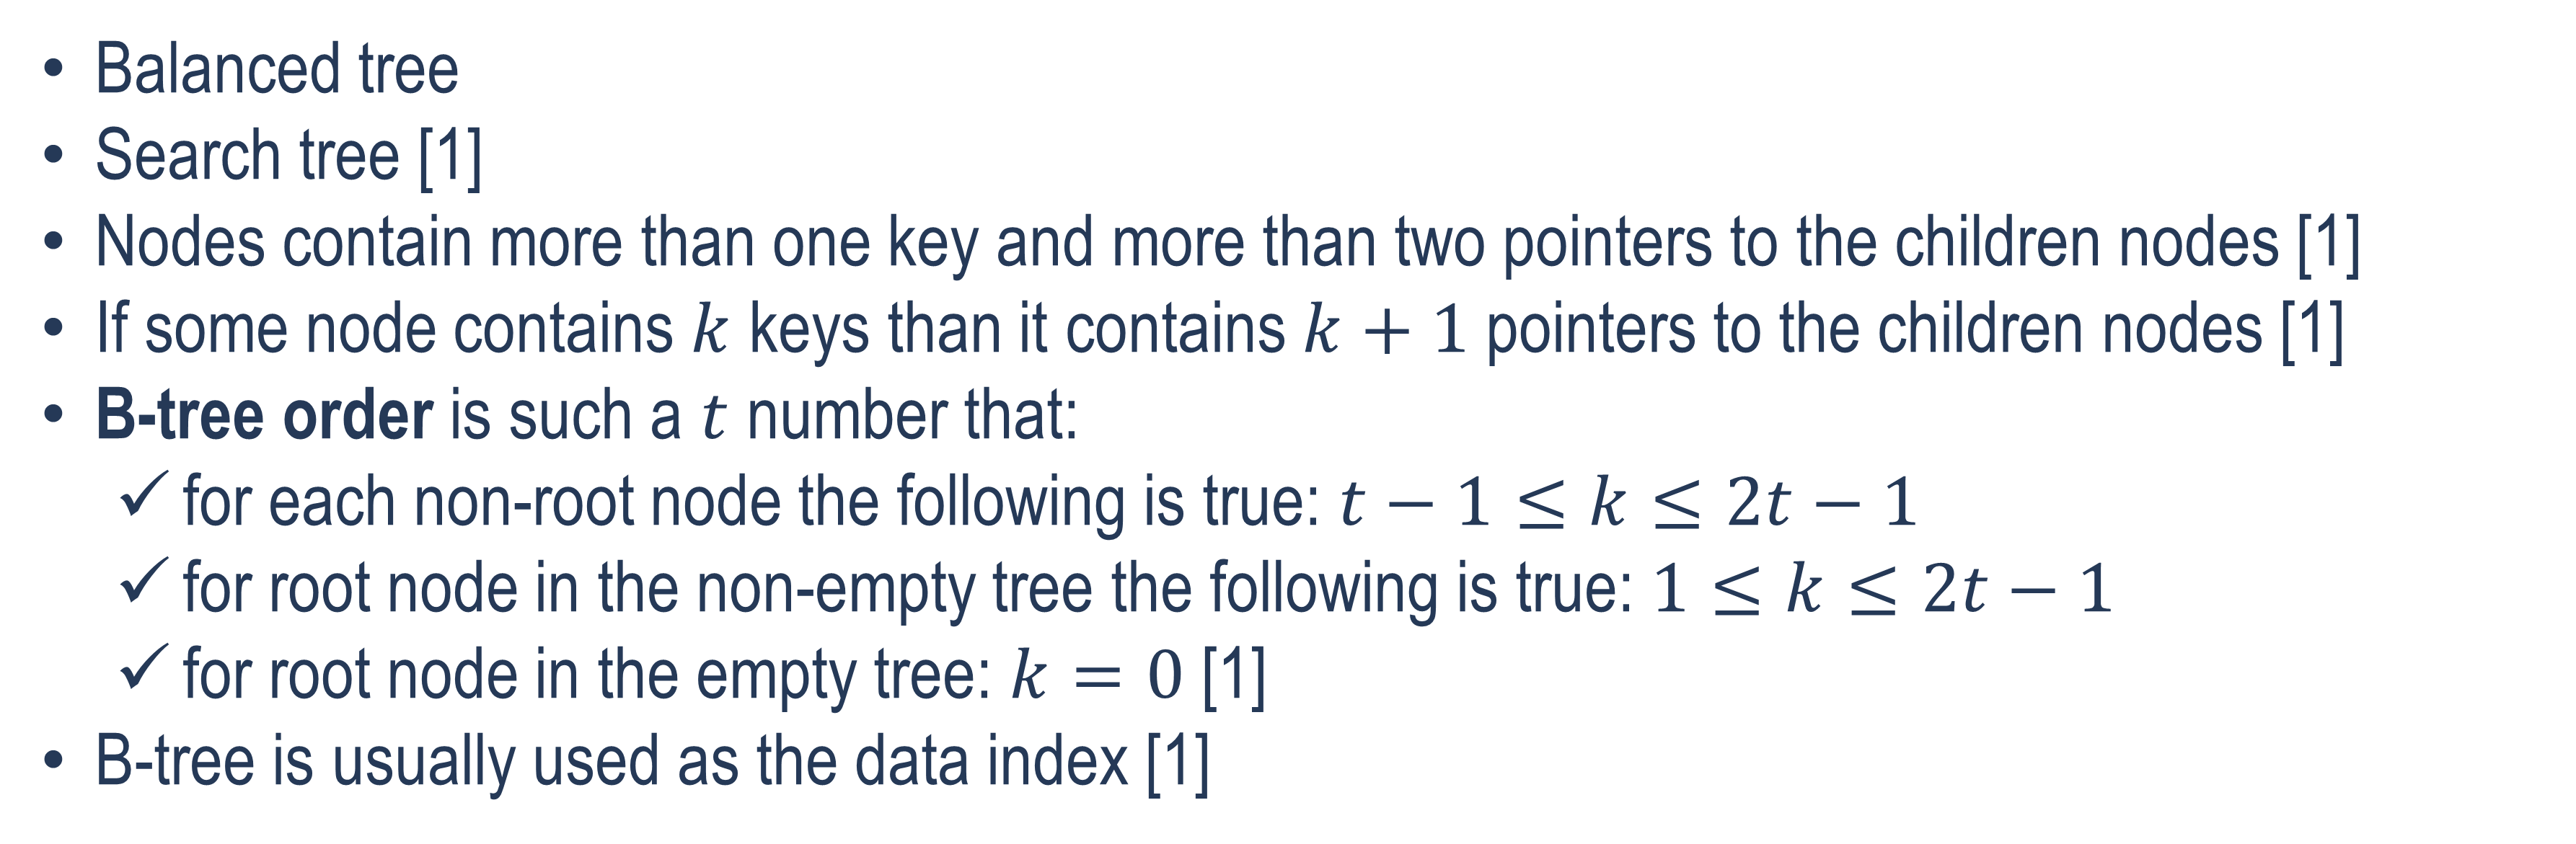 • Balanced tree
• Search tree [1]
• Nodes contain more than one key and more than two pointers to the children nodes [1]
• If some node contains k keys than it contains k + 1 pointers to the children nodes [1]
• B-tree order is such a t number that:
✓ for each non-root node the following is true: t − 1 ≤ k ≤ 2t − 1
✓ for root node in the non-empty tree the following is true: 1 ≤ k ≤ 2t − 1
✓ for root node in the empty tree: k = 0 [1]
• B-tree is usually used as the data index [1]